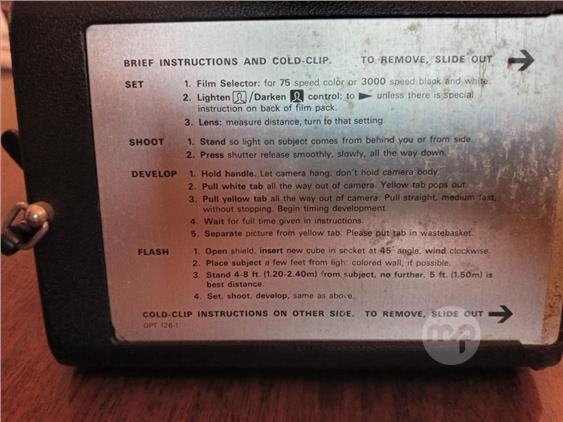 BRIEF INSTRUCTIONS AND COLD-CLIP. TO REMOVE, SLIDE OUT →
SET 1. Film Selector: for 75 speed color or 3000 speed black and white.
2. Lighten /Darken control: to ► unless there is special
instruction on back of film pack.
3. Lens: measure distance, turn to that setting.
SHOOT 1. Stand so light on subject comes from behind you or from side.
2. Press shutter release smoothly, slowly, all the way down.
DEVELOP 1. Hold handle. Let camera hang; don't hold camera body.
2. Pull white tab all the way out of camera. Yellow tab pops out.
3. Pull yellow tab all the way out of camera. Pull straight, medium fast,
without stopping. Begin timing development.
4. Wait for full time given in instructions.
5. Separate picture from yellow tab. Please put tab in wastebasket.
FLASH 1. Open shield, insert new cube in socket at 45° angle, wind clockwise.
2. Place subject a few feet from light colored wall, if possible.
3. Stand 4-8 ft. (1.20-2.40m) from subject, no further. 5 ft. (1.50m) is
best distance.
4. Set, shoot, develop, same as above.
COLD-CLIP INSTRUCTIONS ON OTHER SIDE. TO REMOVE, SLIDE OUT →
OPT 126-1
mp